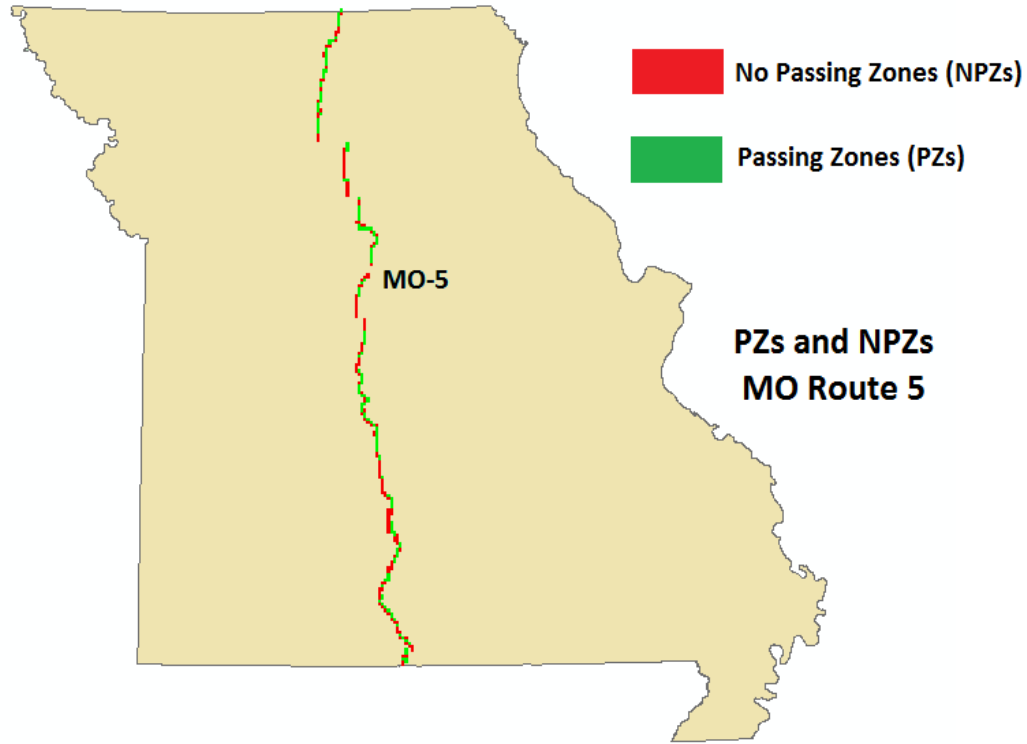 No Passing Zones (NPZs)
Passing Zones (PZs)
MO-5
PZs and NPZs
MO Route 5